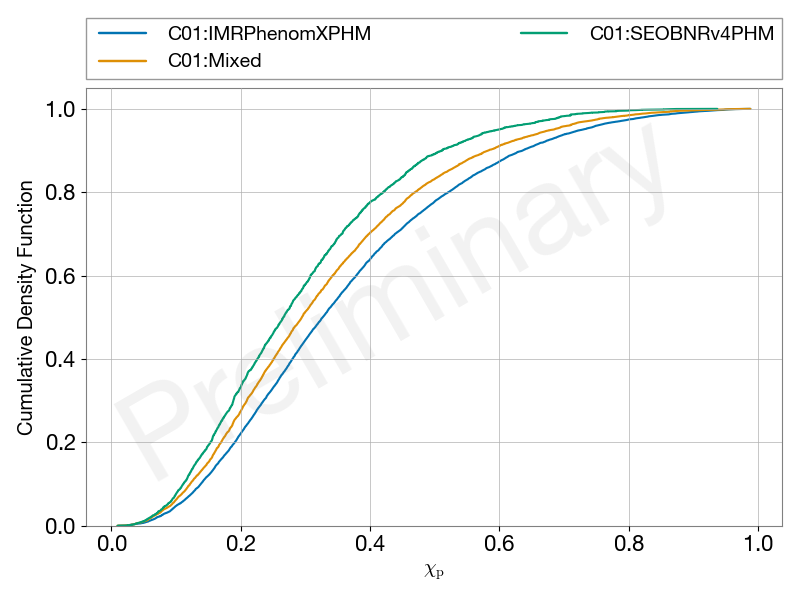 C01:IMRPhenomXPHM
C01:SEOBNRv4PHM
C01:Mixed
Cumulative Density Function
1.0
0.8
0.6
0.4
0.2
0.0
Preliminary
0.0 0.2 0.4 0.6 0.8 1.0
χp